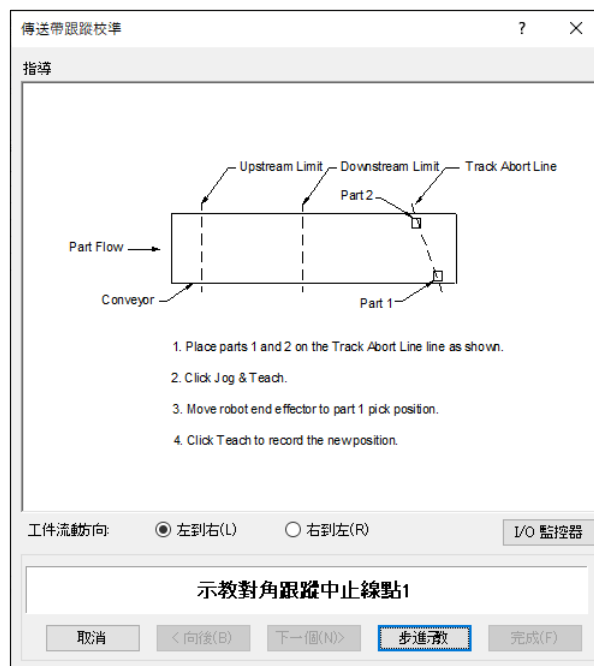 傳送帶跟蹤校準
?
指導
Upstream Limit
Downstream Limit
Track Abort Line
Part 2
Part Flow
Conveyor
Part 1
1. Place parts 1 and 2 on the Track Abort Line line as shown.
2. Click Jog & Teach.
3. Move robot end effector to part 1 pick position.
4. Click Teach to record the newposition.
工件流動方向: 左到右(L) 右到左(R) I/O 監控器
示教對角跟蹤中止線點1
取消 < 向後(B) 下一個(N)> 步進示教 完成(F)